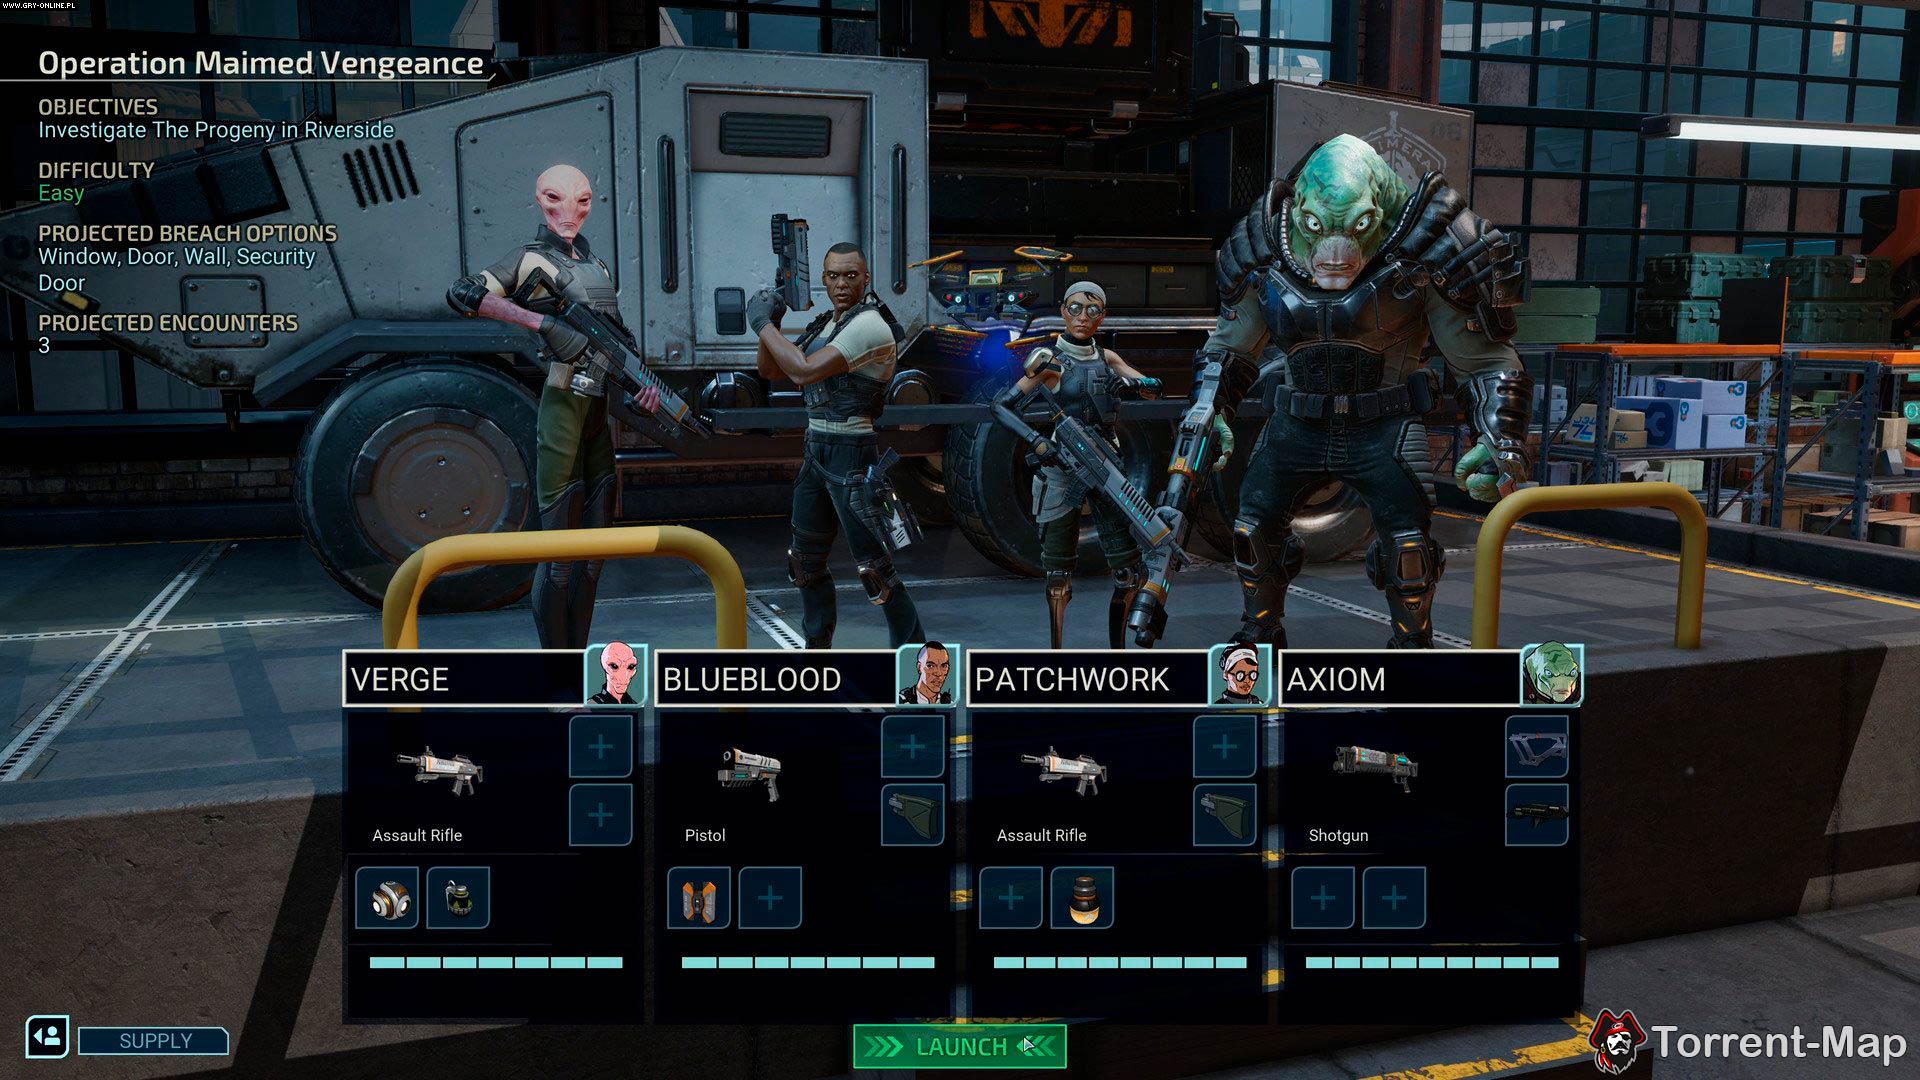 WWW.GRY-ONLINE.PL
Operation Maimed Vengeance
OBJECTIVES
Investigate The Progeny in Riverside
DIFFICULTY
Easy
PROJECTED BREACH OPTIONS
Window, Door, Wall, Security
Door
PROJECTED ENCOUNTERS
3
VERGE
BLUEBLOOD
PATCHWORK
AXIOM
Assault Rifle
Pistol
Assault Rifle
Shotgun
SUPPLY
LAUNCH
Torrent-Map